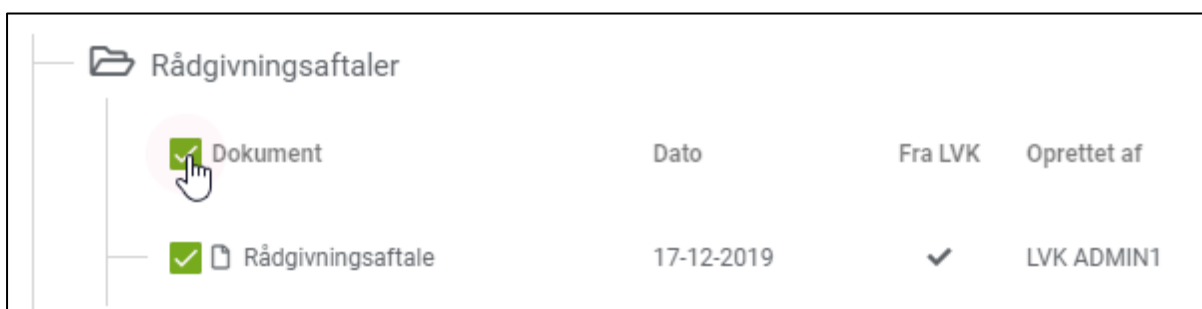 Rådgivningsaftaler
Dokument Dato Fra LVK Oprettet af
Rådgivningsaftale 17-12-2019 LVK ADMIN1